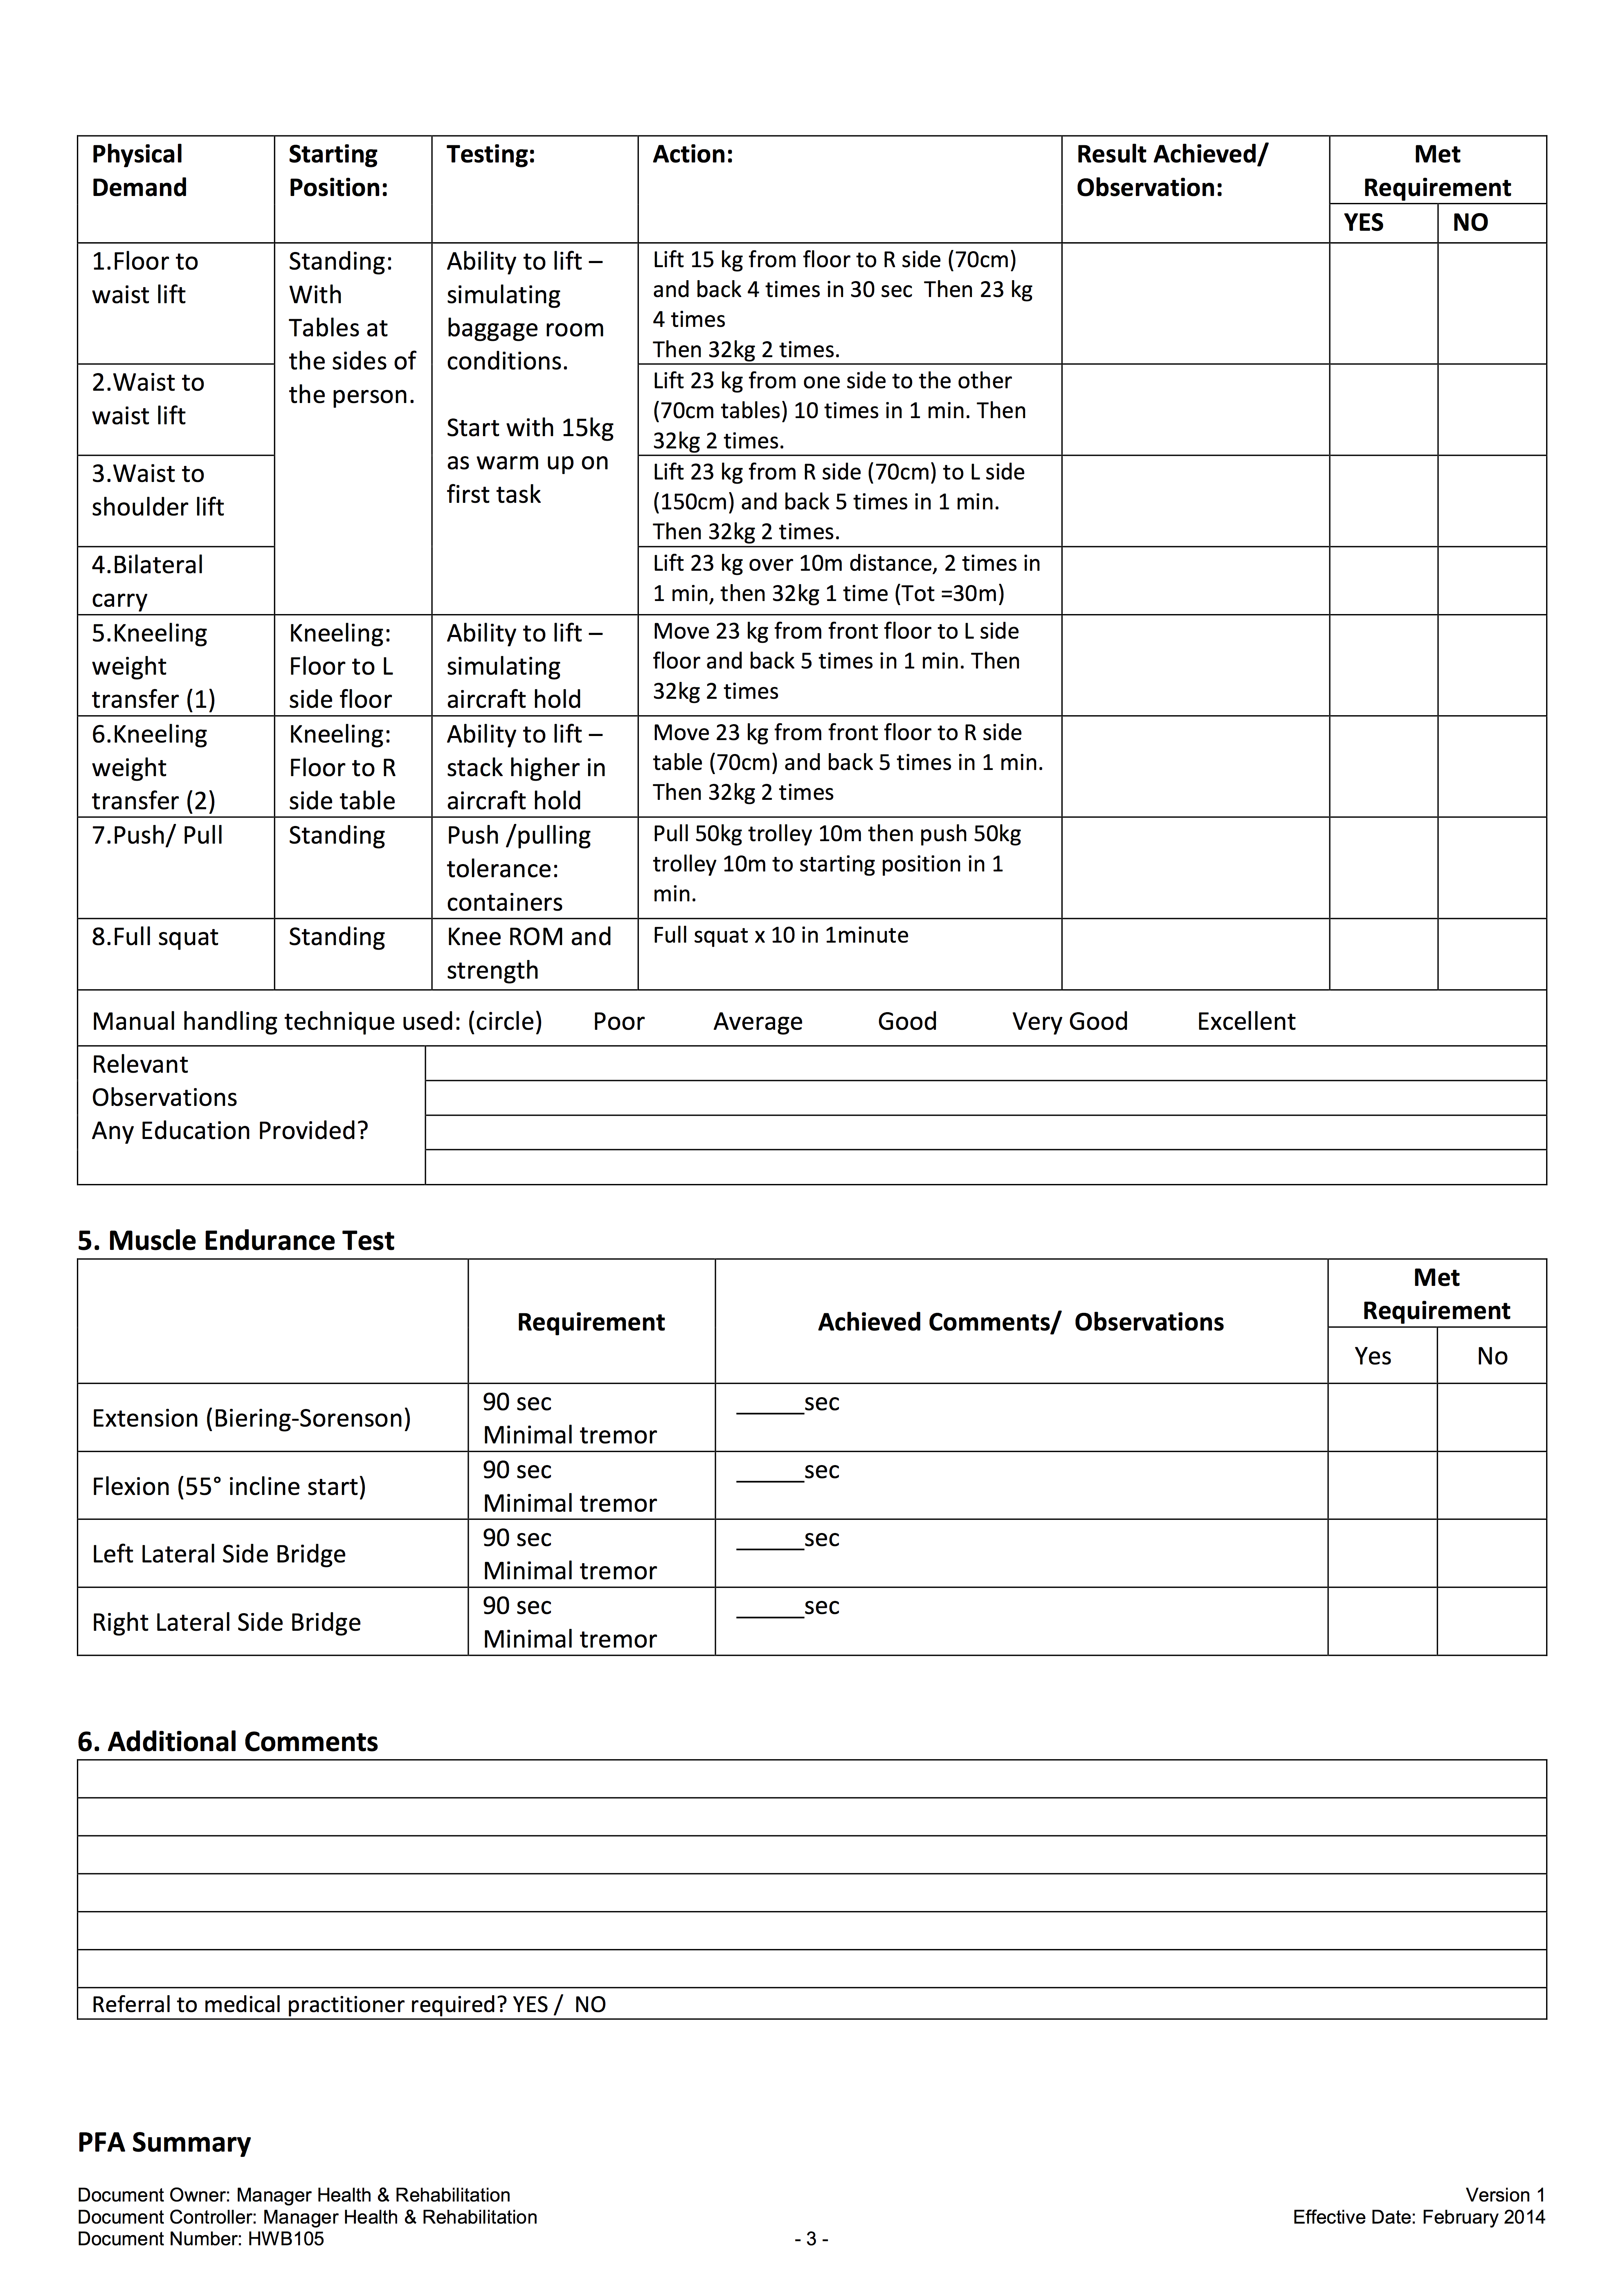 Physical
Demand
Starting
Position:
Testing:
Action:
Result Achieved/
Observation:
Met
Requirement
YES
NO
1.Floor to
waist lift
Standing:
With
Tables at
the sides of
the person.
Ability to lift –
simulating
baggage room
conditions.
Start with 15kg
as warm up on
first task
Lift 15 kg from floor to R side (70cm)
and back 4 times in 30 sec  Then 23 kg
4 times
Then 32kg 2 times.
2.Waist to
waist lift
Lift 23 kg from one side to the other
(70cm tables) 10 times in 1 min. Then
32kg 2 times.
3.Waist to
shoulder lift
Lift 23 kg from R side (70cm) to L side
(150cm) and back 5 times in 1 min.
Then 32kg 2 times.
4.Bilateral
carry
Lift 23 kg over 10m distance, 2 times in
1 min, then 32kg 1 time (Tot =30m)
5.Kneeling
weight
transfer (1)
Kneeling:
Floor to L
side floor
Ability to lift –
simulating
aircraft hold
Move 23 kg from front floor to L side
floor and back 5 times in 1 min. Then
32kg 2 times
6.Kneeling
weight
transfer (2)
Kneeling:
Floor to R
side table
Ability to lift –
stack higher in
aircraft hold
Move 23 kg from front floor to R side
table (70cm) and back 5 times in 1 min.
Then 32kg 2 times
7.Push/ Pull
Standing
Push /pulling
tolerance:
containers
Pull 50kg trolley 10m then push 50kg
trolley 10m to starting position in 1
min.
8.Full squat
Standing
Knee ROM and
strength
Full squat x 10 in 1minute
Manual handling technique used: (circle) Poor Average Good Very Good Excellent
Relevant
Observations
Any Education Provided?
5. Muscle Endurance Test
Requirement
Achieved Comments/  Observations
Met
Requirement
Yes
No
Extension (Biering-Sorenson)
90 sec
Minimal tremor
______sec
Flexion (55° incline start)
90 sec
Minimal tremor
______sec
Left Lateral Side Bridge
90 sec
Minimal tremor
______sec
Right Lateral Side Bridge
90 sec
Minimal tremor
______sec
6. Additional Comments
Referral to medical practitioner required? YES /  NO
PFA Summary
Document Owner: Manager Health & Rehabilitation
Version 1
Document Controller: Manager Health & Rehabilitation
Effective Date: February 2014
Document Number: HWB105
- 3 -